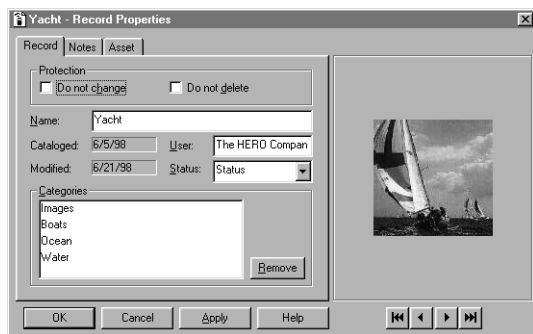 Yacht - Record Properties
Record Notes Asset
Protection
Do not change Do not delete
Name: Yacht
Cataloged: 6/5/98 User: The HERO Compan
Modified: 6/21/98 Status: Status
Categories
Images
Boats
Ocean
Water
Remove
OK Cancel Apply Help